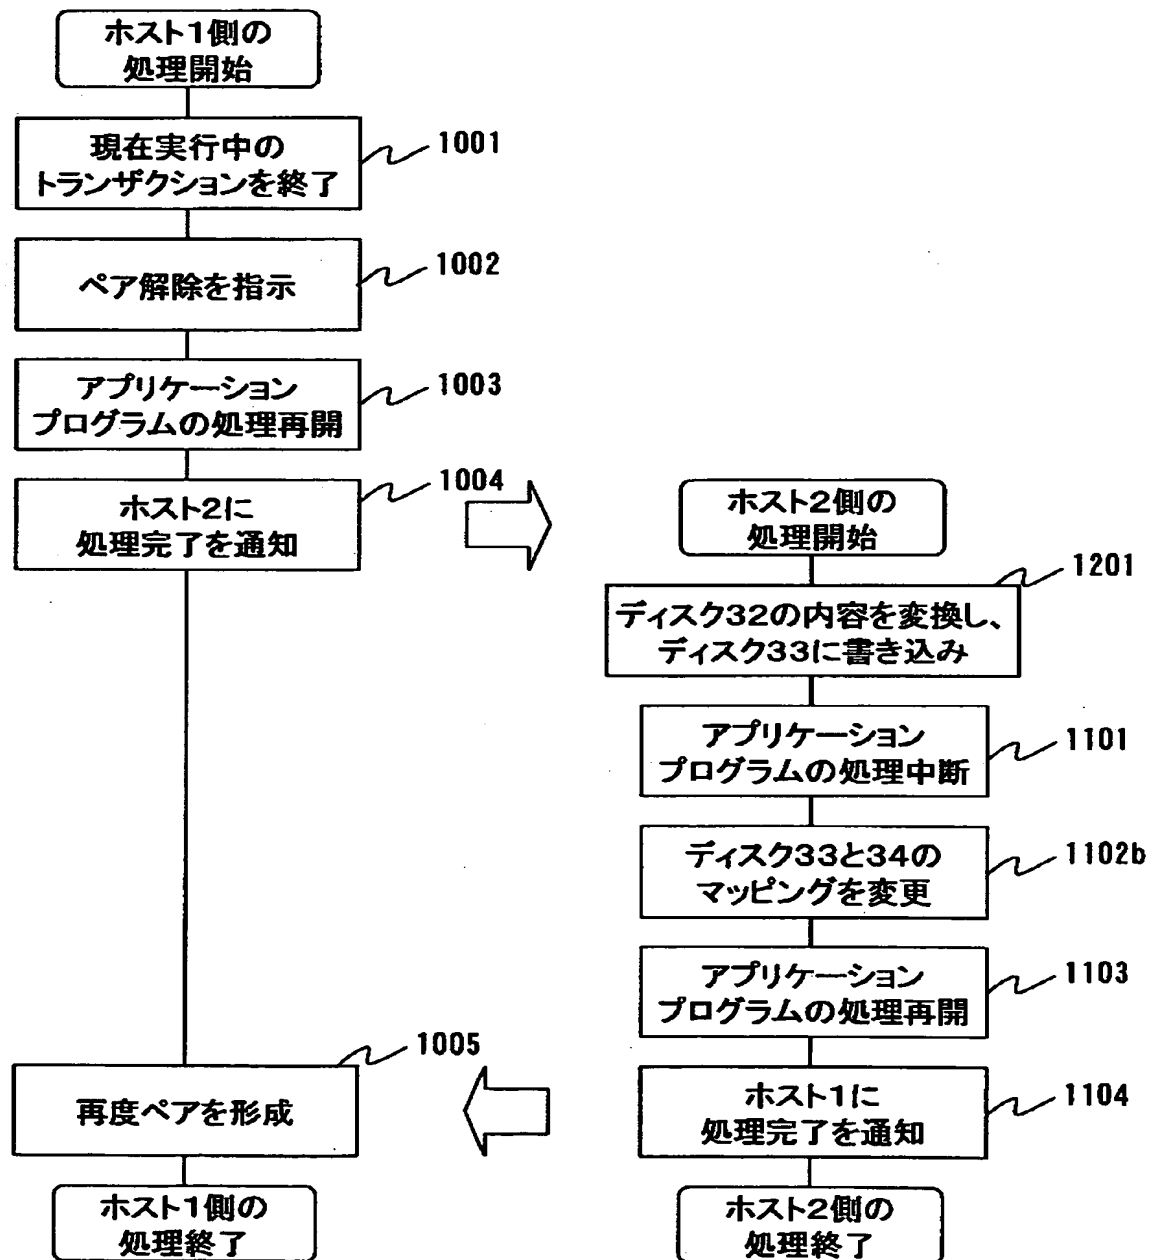 ホスト1側の
処理開始
現在実行中の
トランザクションを終了
1001
ペア解除を指示
1002
アプリケーション
プログラムの処理再開
1003
ホスト2に
処理完了を通知
1004
ホスト2側の
処理開始
ディスク32の内容を変換し、
ディスク33に書き込み
1201
アプリケーション
プログラムの処理中断
1101
ディスク33と34の
マッピングを変更
1102b
アプリケーション
プログラムの処理再開
1103
ホスト1に
処理完了を通知
1104
再度ペアを形成
1005
ホスト1側の
処理終了
ホスト2側の
処理終了